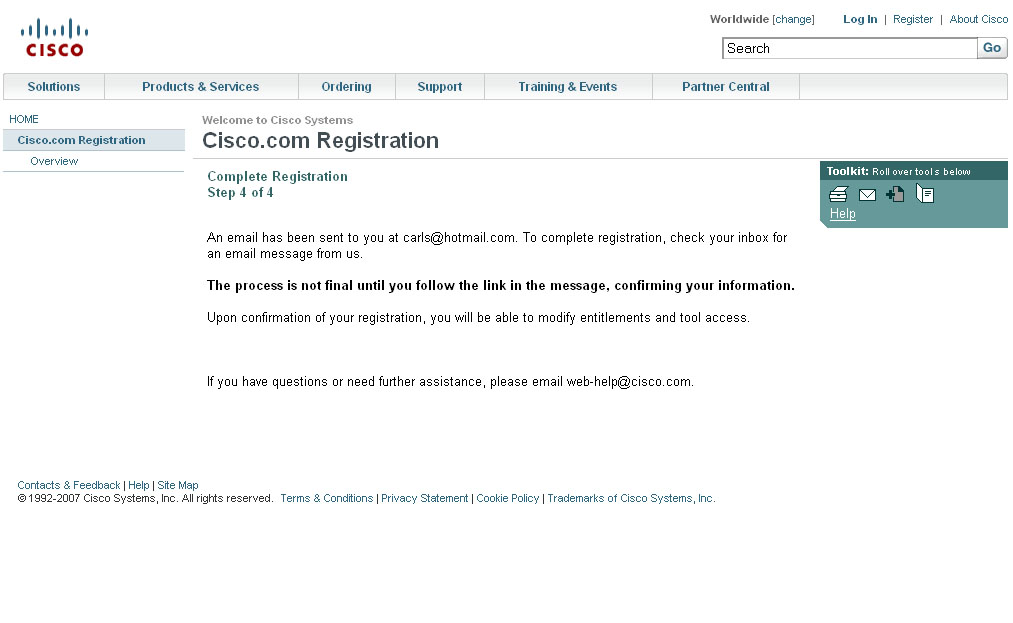 Worldwide [change] Log In | Register | About Cisco
CISCO
Search Go
Solutions Products & Services Ordering Support Training & Events Partner Central
HOME
Cisco.com Registration
Overview
Welcome to Cisco Systems
Cisco.com Registration
Complete Registration
Step 4 of 4
An email has been sent to you at carls@hotmail.com. To complete registration, check your inbox for
an email message from us.
The process is not final until you follow the link in the message, confirming your information.
Upon confirmation of your registration, you will be able to modify entitlements and tool access.
If you have questions or need further assistance, please email web-help@cisco.com.
Toolkit: Roll over tools below
Help
Contacts & Feedback | Help | Site Map
© 1992-2007 Cisco Systems, Inc. All rights reserved. Terms & Conditions | Privacy Statement | Cookie Policy | Trademarks of Cisco Systems, Inc.